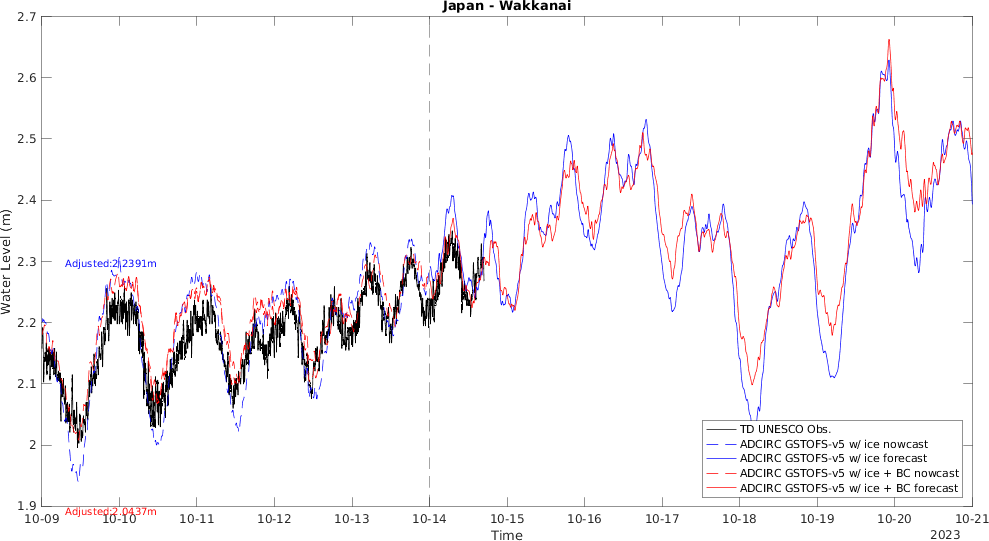 Japan - Wakkanai
Water Level (m)
2.7
2.6
2.5
2.4
2.3
2.2
2.1
2
1.9
Adjusted:2.2391m
Adjusted:2.0437m
TD UNESCO Obs.
ADCIRC GSTOFS-v5 w/ ice nowcast
ADCIRC GSTOFS-v5 w/ ice forecast
ADCIRC GSTOFS-v5 w/ ice + BC nowcast
ADCIRC GSTOFS-v5 w/ ice + BC forecast
10-09 10-10 10-11 10-12 10-13 10-14 10-15 10-16 10-17 10-18 10-19 10-20 10-21
Time
2023